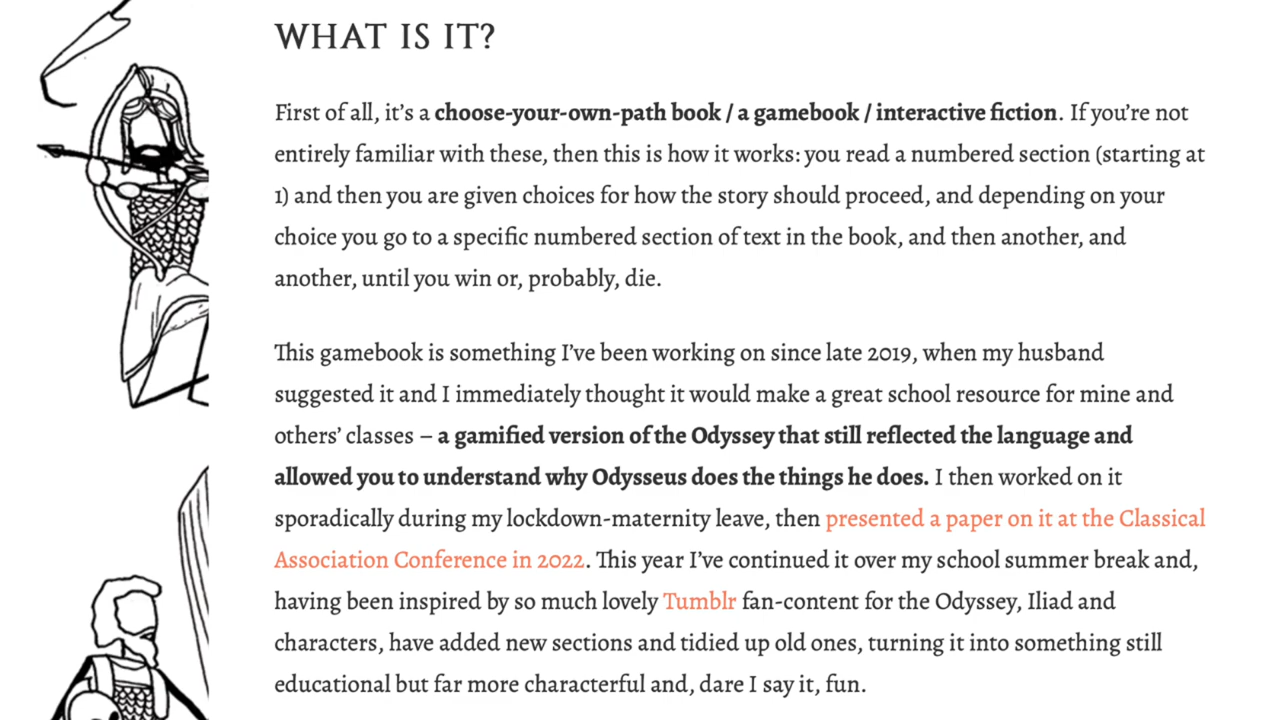 WHAT IS IT?
First of all, it's a choose-your-own-path book / a gamebook / interactive fiction. If you're not
entirely familiar with these, then this is how it works: you read a numbered section (starting at
1) and then you are given choices for how the story should proceed, and depending on your
choice you go to a specific numbered section of text in the book, and then another, and
another, until you win or, probably, die.
This gamebook is something I've been working on since late 2019, when my husband
suggested it and I immediately thought it would make a great school resource for mine and
others' classes – a gamified version of the Odyssey that still reflected the language and
allowed you to understand why Odysseus does the things he does. I then worked on it
sporadically during my lockdown-maternity leave, then presented a paper on it at the Classical
Association Conference in 2022. This year I've continued it over my school summer break and,
having been inspired by so much lovely Tumblr fan-content for the Odyssey, Iliad and
characters, have added new sections and tidied up old ones, turning it into something still
educational but far more characterful and, dare I say it, fun.